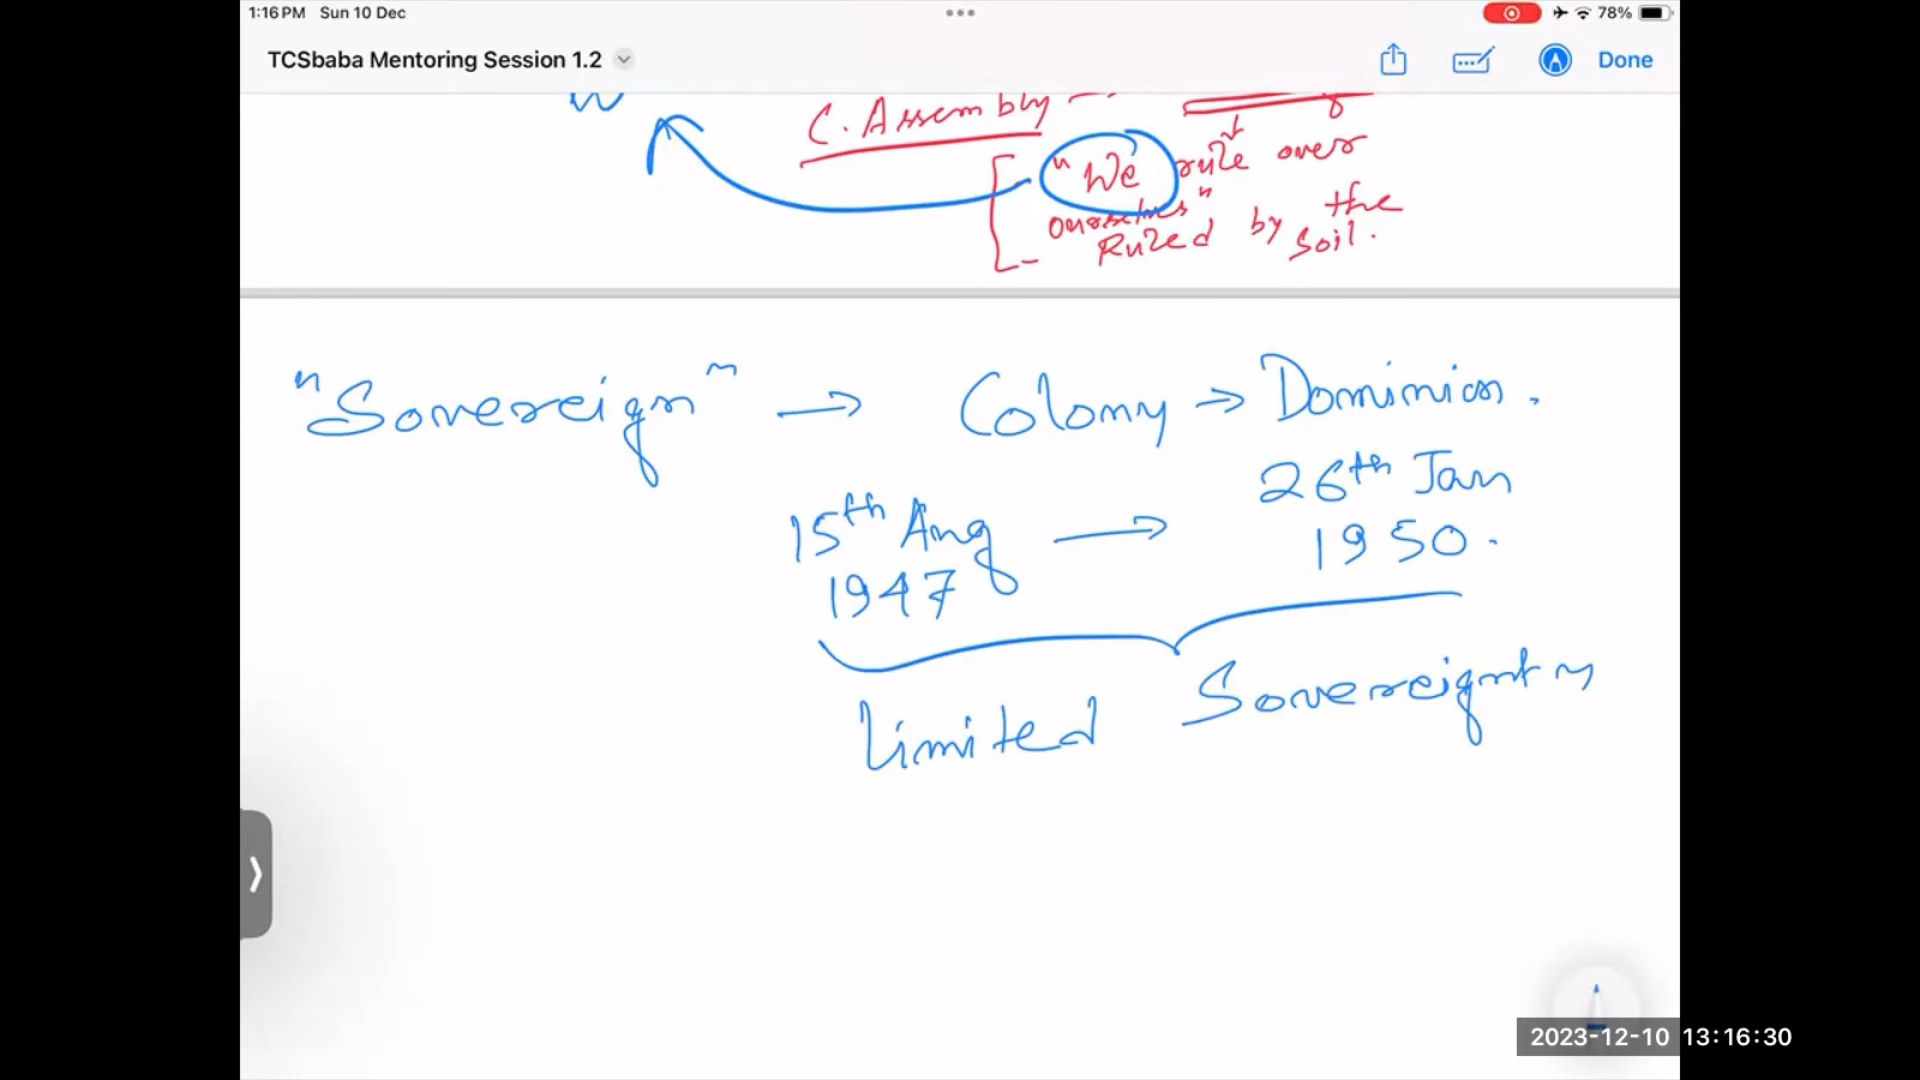 1:16 PM Sun 10 Dec
78%
TCSbaba Mentoring Session 1.2
Done
C. Assembly →
"We rule over
ourselves"
Ruled by the
soil.
"Sovereign" → Colony → Dominion.
15th Aug → 26th Jan
1947 1950.
Limited Sovereignty
2023-12-10 13:16:30